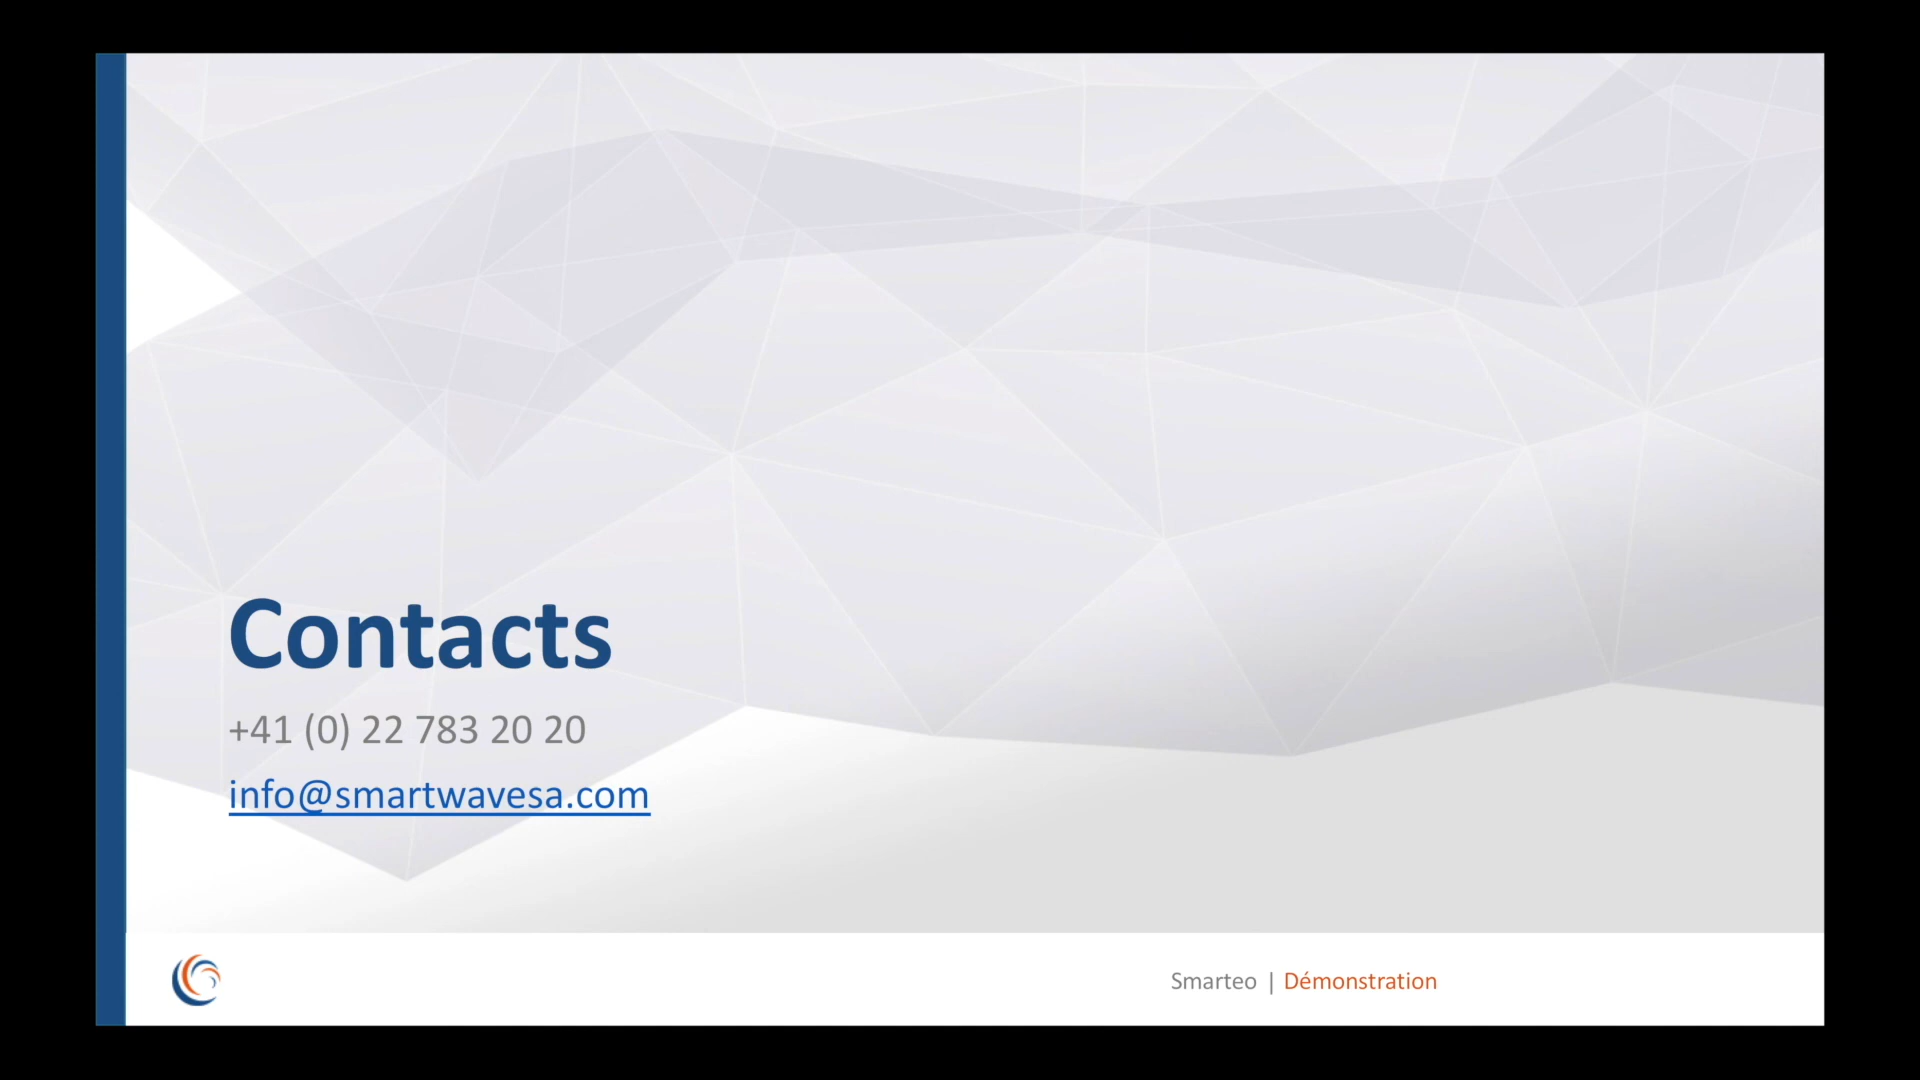 Contacts
+41 (0) 22 783 20 20
info@smartwavesa.com
Smarteo | Démonstration